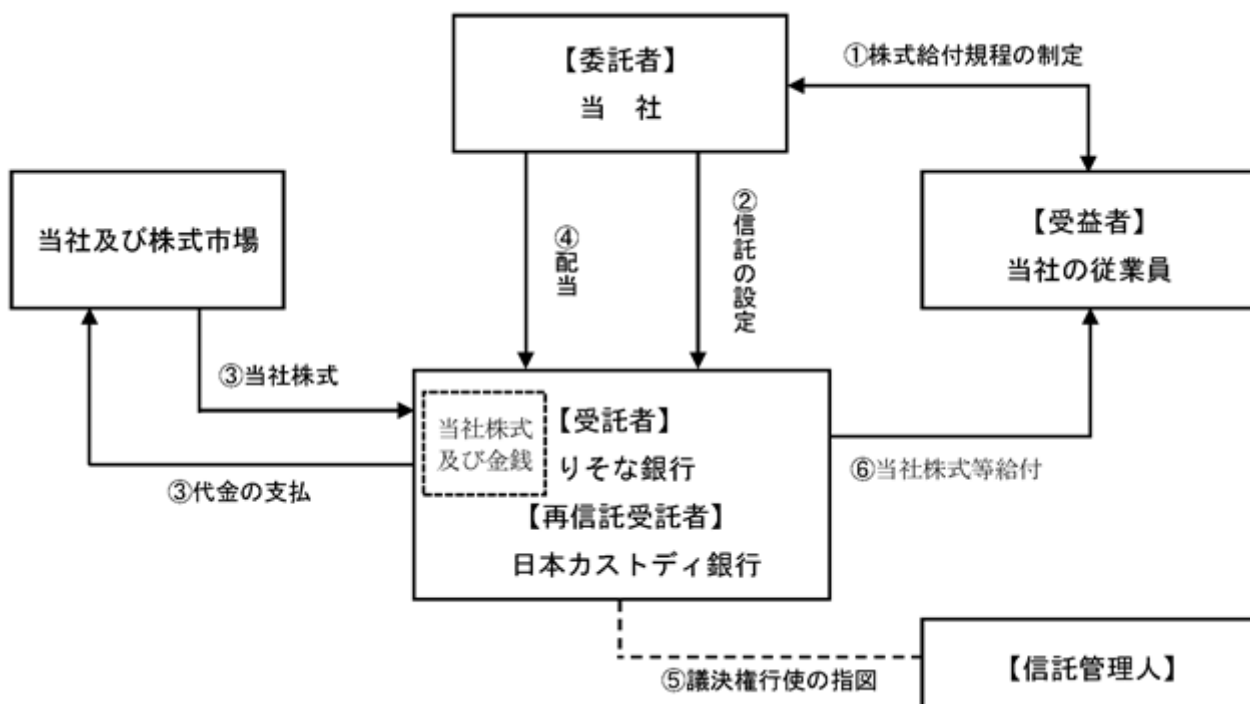 【委託者】
当　社
①株式給付規程の制定
当社及び株式市場
④配当
②信託の設定
【受益者】
当社の従業員
③当社株式
③代金の支払
当社株式
及び金銭
【受託者】
りそな銀行
【再信託受託者】
日本カストディ銀行
⑥当社株式等給付
⑤議決権行使の指図
【信託管理人】